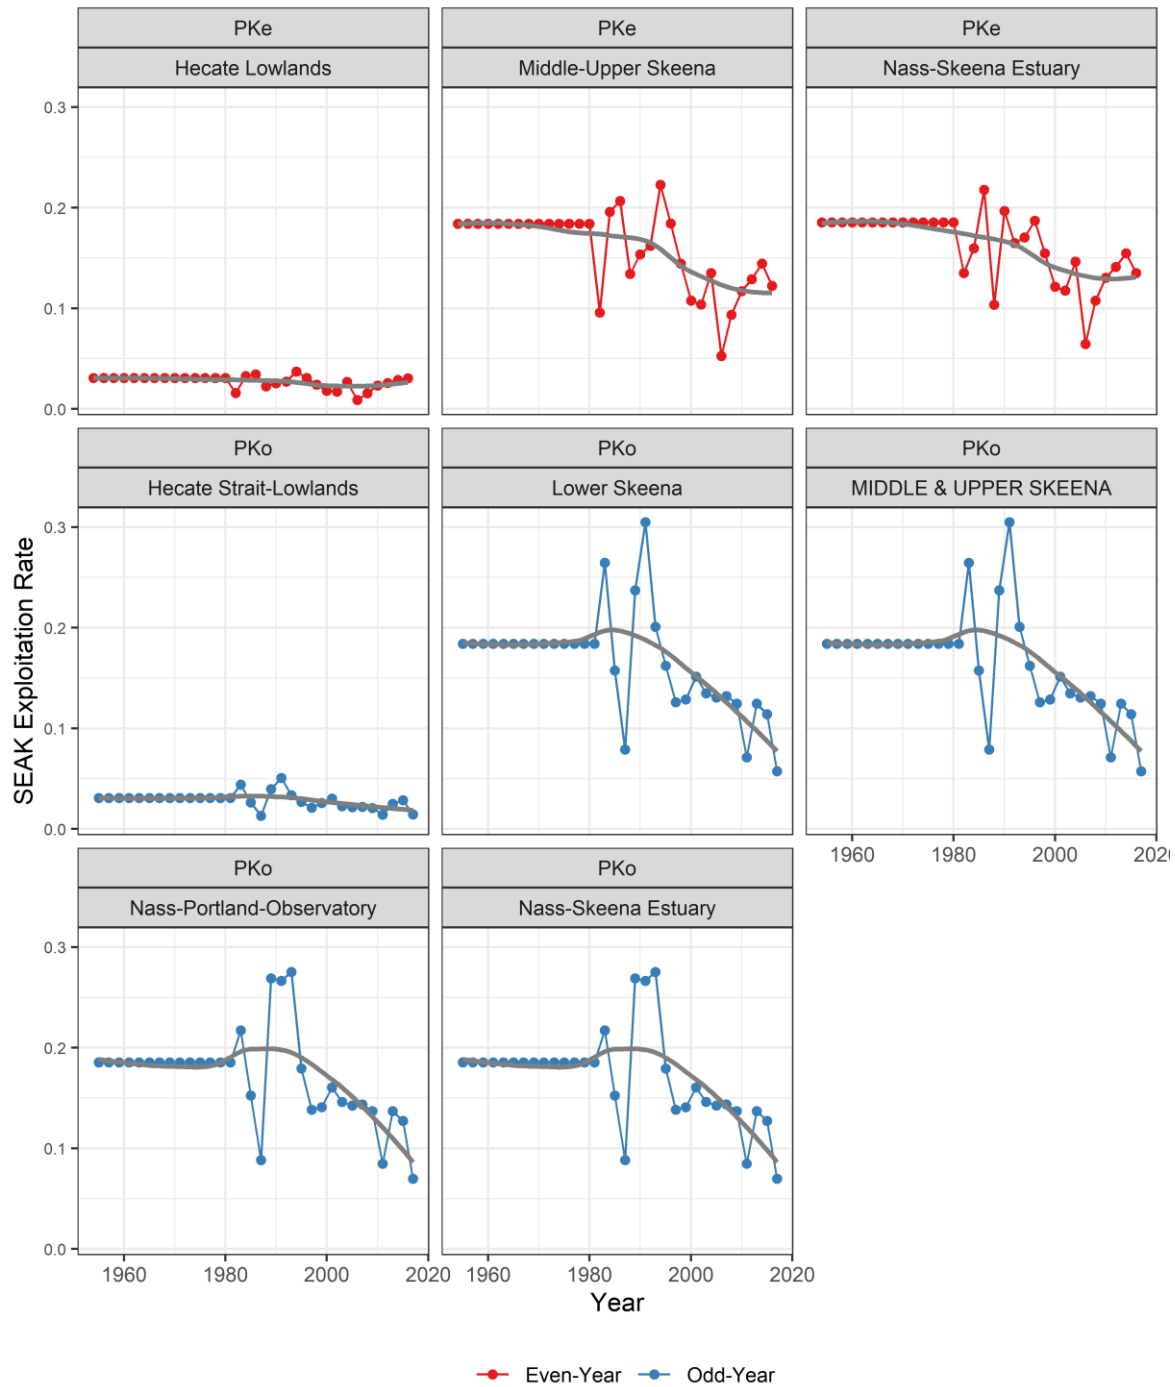 PKe PKe PKe
Hecate Lowlands Middle-Upper Skeena Nass-Skeena Estuary
0.3
0.2
0.1
0.0
PKo PKo PKo
Hecate Strait-Lowlands Lower Skeena MIDDLE & UPPER SKEENA
0.3
0.2
0.1
0.0
1960 1980 2000 2020
PKo PKo
Nass-Portland-Observatory Nass-Skeena Estuary
0.3
0.2
0.1
0.0
1960 1980 2000 2020 1960 1980 2000 2020
SEAK Exploitation Rate
Year
Even-Year Odd-Year